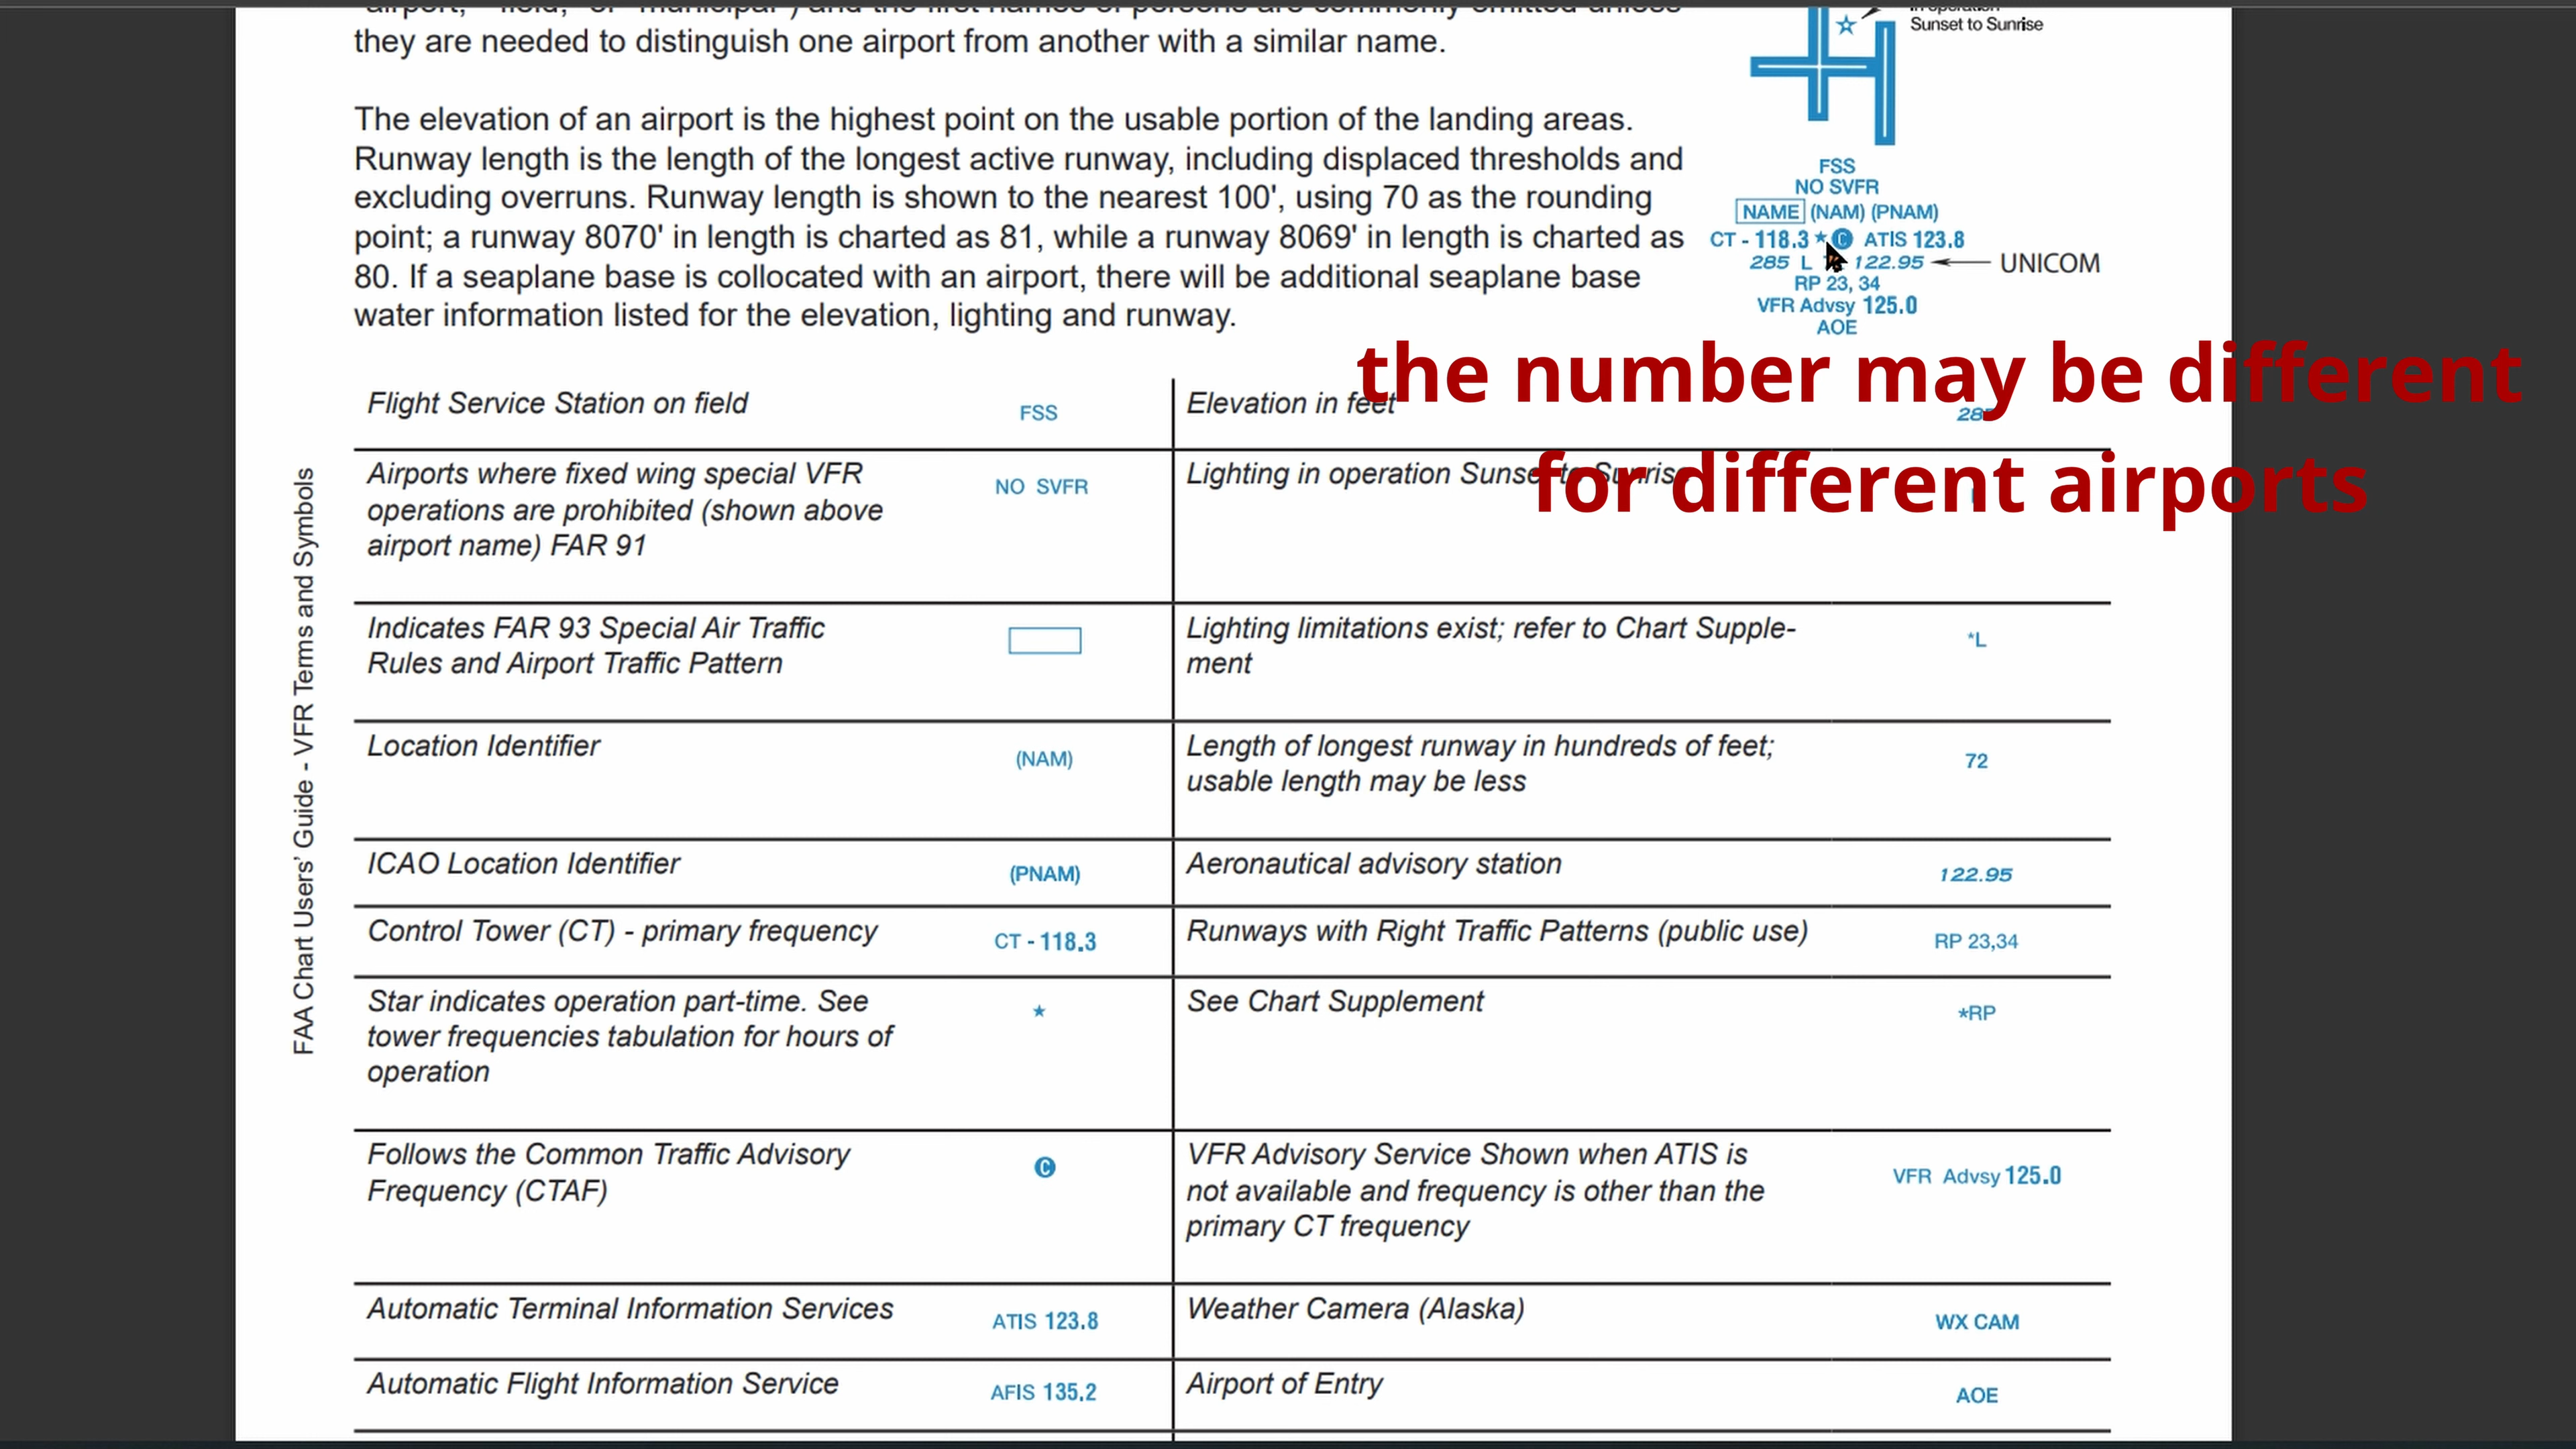 they are needed to distinguish one airport from another with a similar name.
Sunset to Sunrise
The elevation of an airport is the highest point on the usable portion of the landing areas.
Runway length is the length of the longest active runway, including displaced thresholds and
excluding overruns. Runway length is shown to the nearest 100', using 70 as the rounding
point; a runway 8070' in length is charted as 81, while a runway 8069' in length is charted as
80. If a seaplane base is collocated with an airport, there will be additional seaplane base
water information listed for the elevation, lighting and runway.
FSS
NO SVFR
NAME (NAM) (PNAM)
CT - 118.3 ★ C ATIS 123.8
285 L 122.95 UNICOM
RP 23, 34
VFR Advsy 125.0
AOE
the number may be different
for different airports
FAA Chart Users' Guide - VFR Terms and Symbols
Flight Service Station on field FSS
Airports where fixed wing special VFR
operations are prohibited (shown above
airport name) FAR 91
NO SVFR
Indicates FAR 93 Special Air Traffic
Rules and Airport Traffic Pattern
Location Identifier (NAM)
ICAO Location Identifier (PNAM)
Control Tower (CT) - primary frequency CT - 118.3
Star indicates operation part-time. See
tower frequencies tabulation for hours of
operation
★
Follows the Common Traffic Advisory
Frequency (CTAF)
C
Automatic Terminal Information Services ATIS 123.8
Automatic Flight Information Service AFIS 135.2
Elevation in feet
Lighting in operation Sunset to Sunrise
Lighting limitations exist; refer to Chart Supple-
ment
*L
Length of longest runway in hundreds of feet;
usable length may be less
72
Aeronautical advisory station 122.95
Runways with Right Traffic Patterns (public use) RP 23,34
See Chart Supplement *RP
VFR Advisory Service Shown when ATIS is
not available and frequency is other than the
primary CT frequency
VFR Advsy 125.0
Weather Camera (Alaska) WX CAM
Airport of Entry AOE